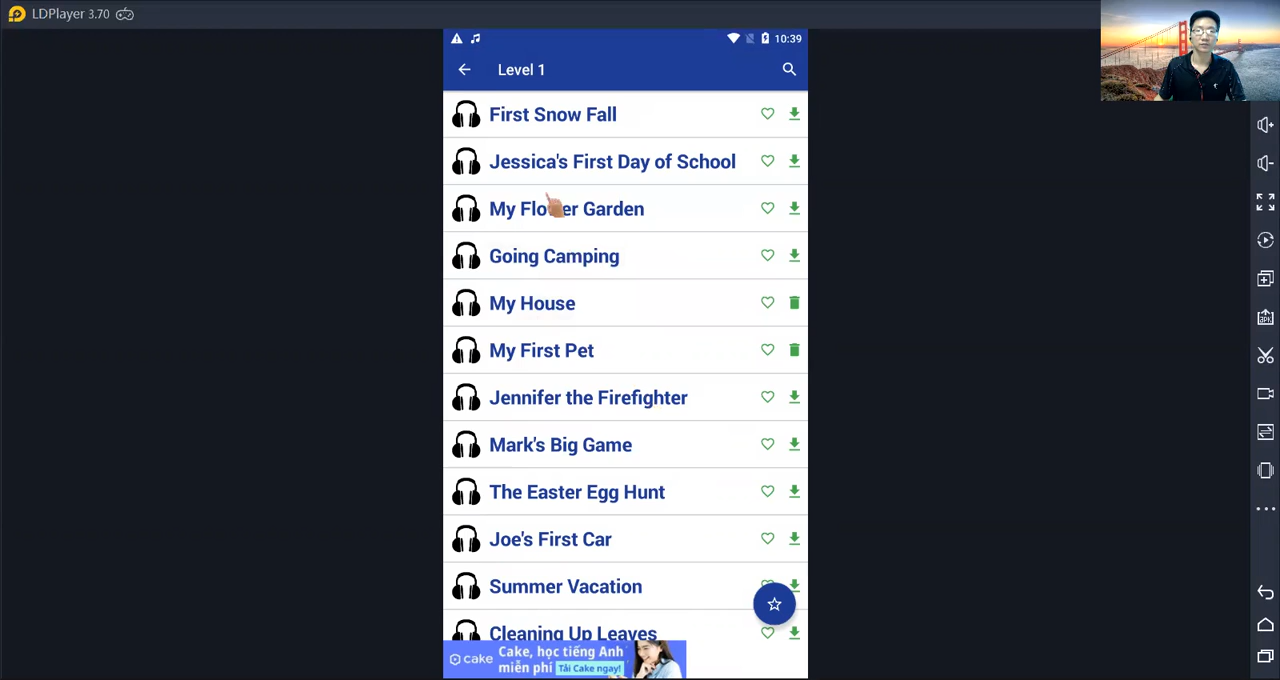 LDPlayer 3.70
10:39
Level 1
First Snow Fall
Jessica's First Day of School
My Flower Garden
Going Camping
My House
My First Pet
Jennifer the Firefighter
Mark's Big Game
The Easter Egg Hunt
Joe's First Car
Summer Vacation
Cleaning Up Leaves
cake
Cake, học tiếng Anh
miễn phí
Tải Cake ngay!
APK